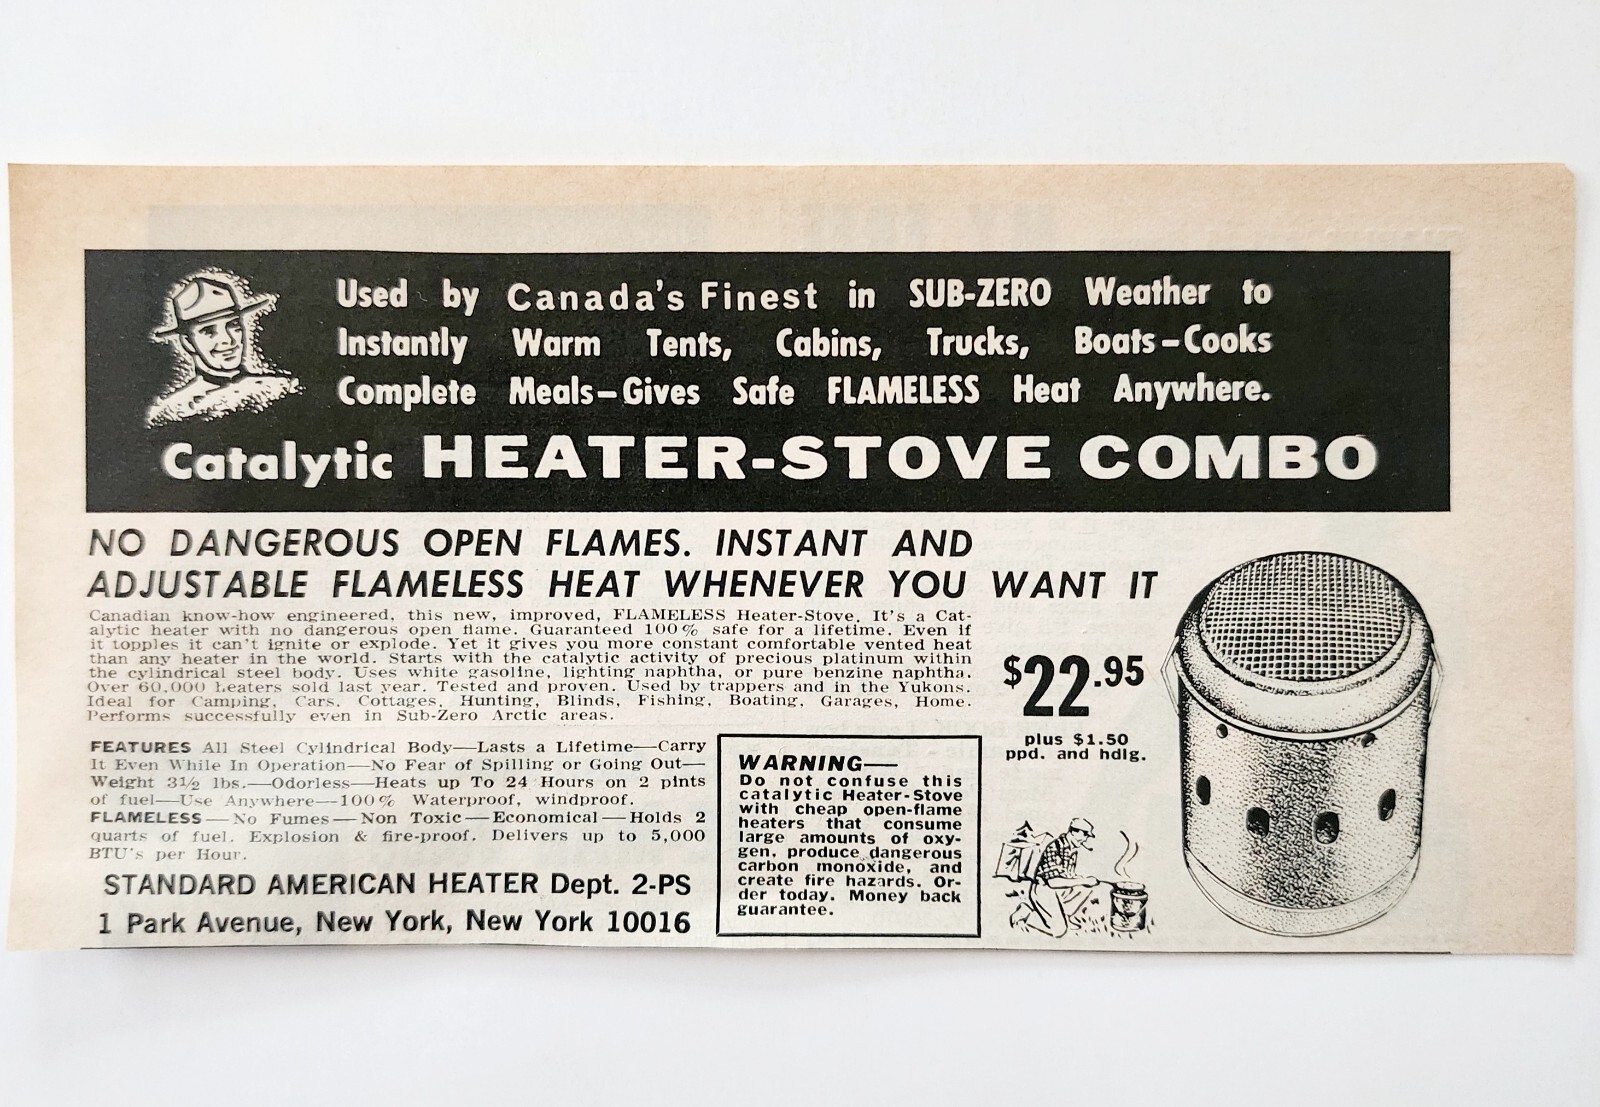 Used by Canada's Finest in SUB-ZERO Weather to
Instantly Warm Tents, Cabins, Trucks, Boats-Cooks
Complete Meals-Gives Safe FLAMELESS Heat Anywhere.
Catalytic HEATER-STOVE COMBO
NO DANGEROUS OPEN FLAMES. INSTANT AND
ADJUSTABLE FLAMELESS HEAT WHENEVER YOU WANT IT
Canadian know-how engineered, this new, improved, FLAMELESS Heater-Stove. It's a Cat-
alytic heater with no dangerous open flame. Guaranteed 100% safe for a lifetime. Even if
it topples it can't ignite or explode. Yet it gives you more constant comfortable vented heat
than any heater in the world. Starts with the catalytic activity of precious platinum within
the cylindrical steel body. Uses white gasoline, lighting naphtha, or pure benzine naphtha.
Over 60,000 heaters sold last year. Tested and proven. Used by trappers and in the Yukons.
Ideal for Camping, Cars, Cottages, Hunting, Blinds, Fishing, Boating, Garages, Home.
Performs successfully even in Sub-Zero Arctic areas.
FEATURES All Steel Cylindrical Body—Lasts a Lifetime—Carry
It Even While In Operation—No Fear of Spilling or Going Out—
Weight 3½ lbs.—Odorless—Heats up To 24 Hours on 2 pints
of fuel—Use Anywhere—100% Waterproof, windproof.
FLAMELESS—No Fumes—Non Toxic—Economical—Holds 2
quarts of fuel. Explosion & fire-proof. Delivers up to 5,000
BTU's per Hour.
STANDARD AMERICAN HEATER Dept. 2-PS
1 Park Avenue, New York, New York 10016
WARNING—
Do not confuse this
catalytic Heater-Stove
with cheap open-flame
heaters that consume
large amounts of oxy-
gen, produce dangerous
carbon monoxide, and
create fire hazards. Or-
der today. Money back
guarantee.
$22.95
plus $1.50
ppd. and hdlg.